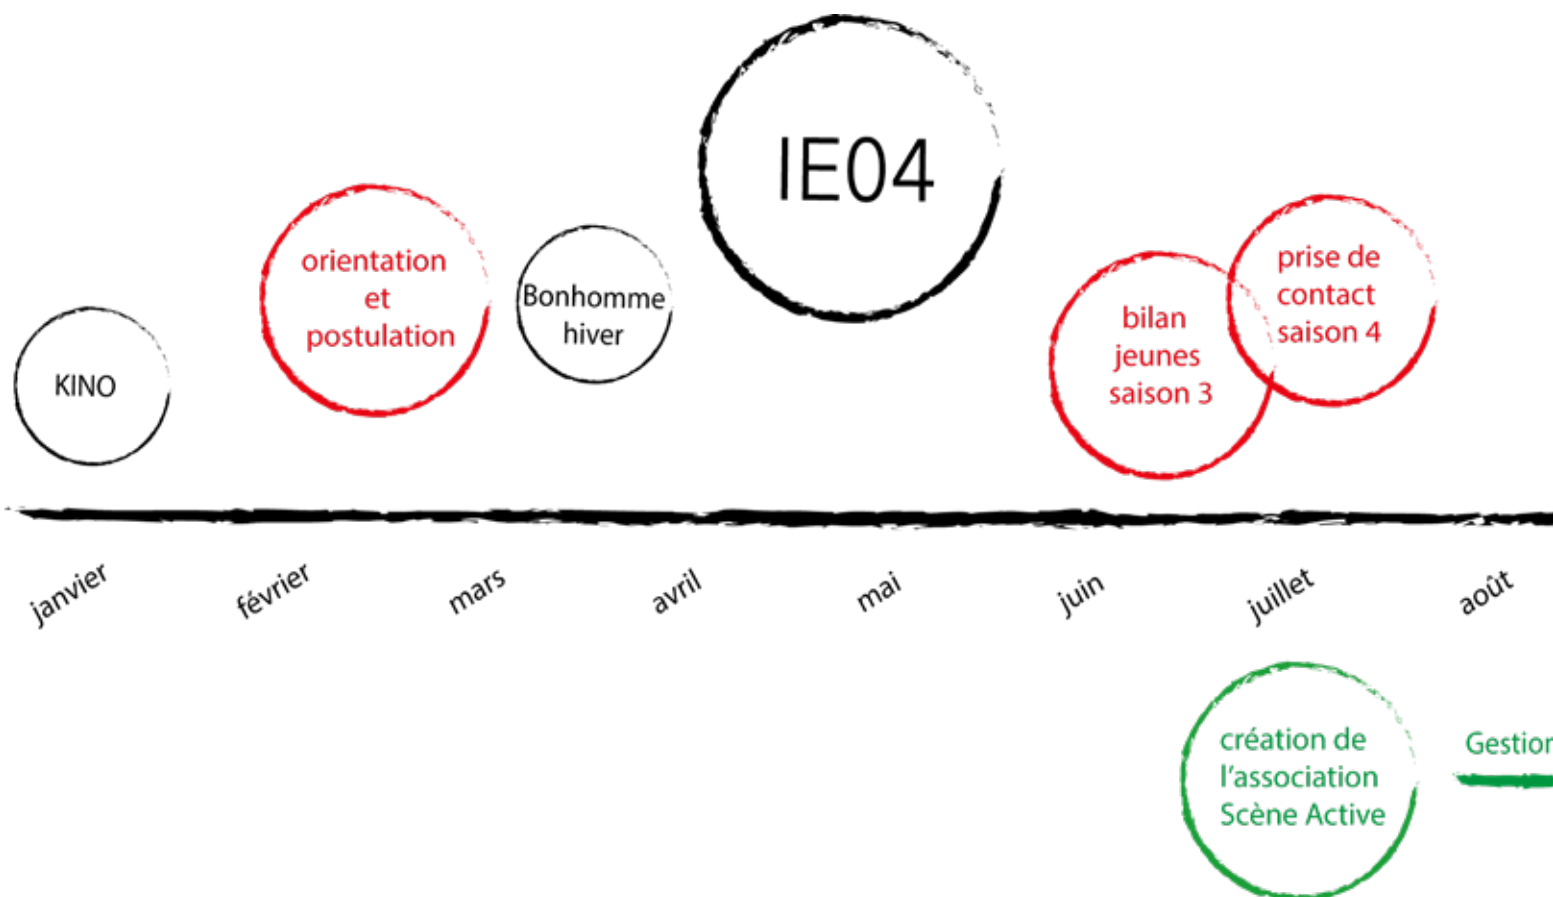 IE04
orientation
et
postulation
Bonhomme
hiver
KINO
prise de
contact
saison 4
bilan
jeunes
saison 3
janvier
février
mars
avril
mai
juin
juillet
août
création de
l'association
Scène Active
Gestion